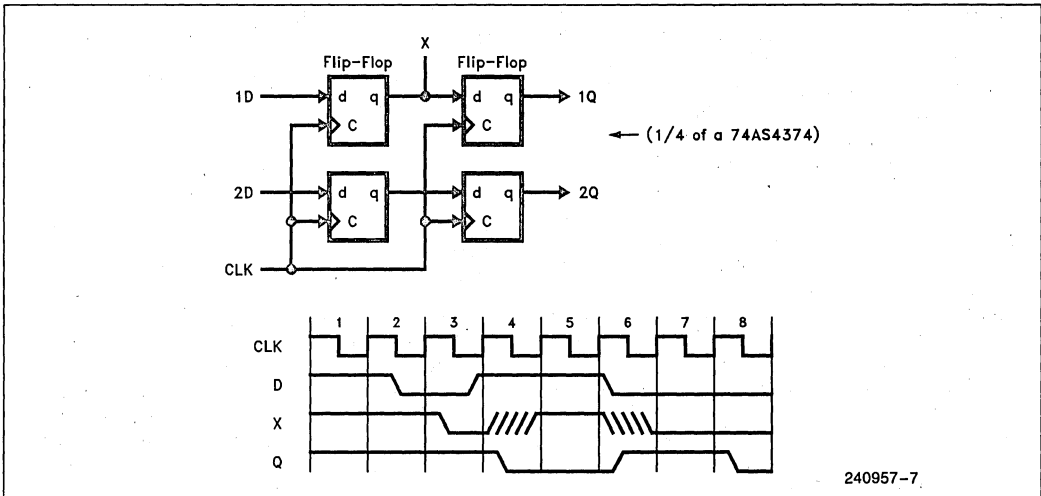 X
Flip-Flop Flip-Flop
1D d q d q 1Q
C C
(1/4 of a 74AS4374)
2D d q d q 2Q
C C
CLK
1 2 3 4 5 6 7 8
CLK
D
X
Q
240957-7